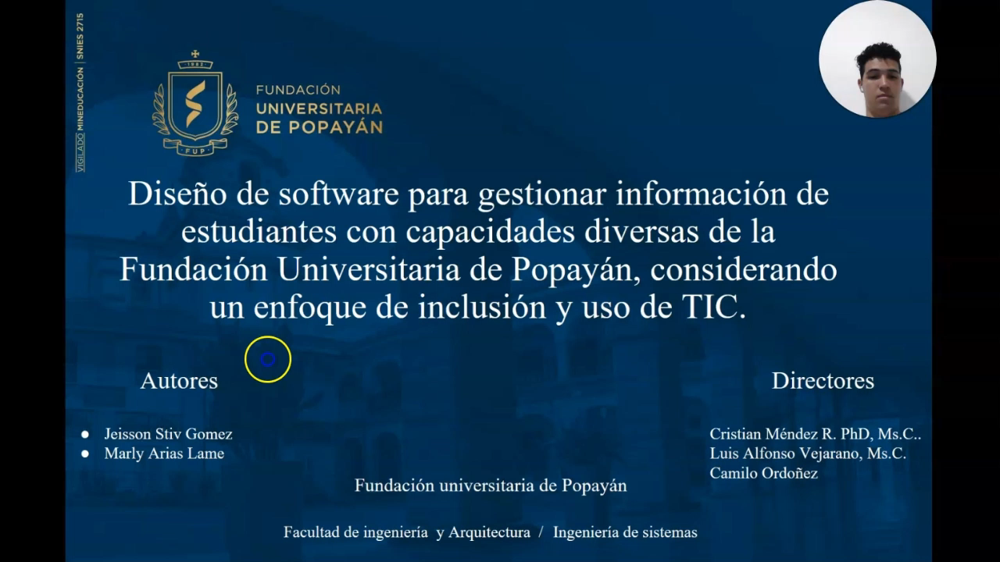 VIGILADO MINEDUCACIÓN | SNIES 2715
1983
FUP
FUNDACIÓN
UNIVERSITARIA
DE POPAYÁN
Diseño de software para gestionar información de
estudiantes con capacidades diversas de la
Fundación Universitaria de Popayán, considerando
un enfoque de inclusión y uso de TIC.
Autores
● Jeisson Stiv Gomez
● Marly Arias Lame
Directores
Cristian Méndez R. PhD, Ms.C..
Luis Alfonso Vejarano, Ms.C.
Camilo Ordoñez
Fundación universitaria de Popayán
Facultad de ingeniería y Arquitectura / Ingeniería de sistemas